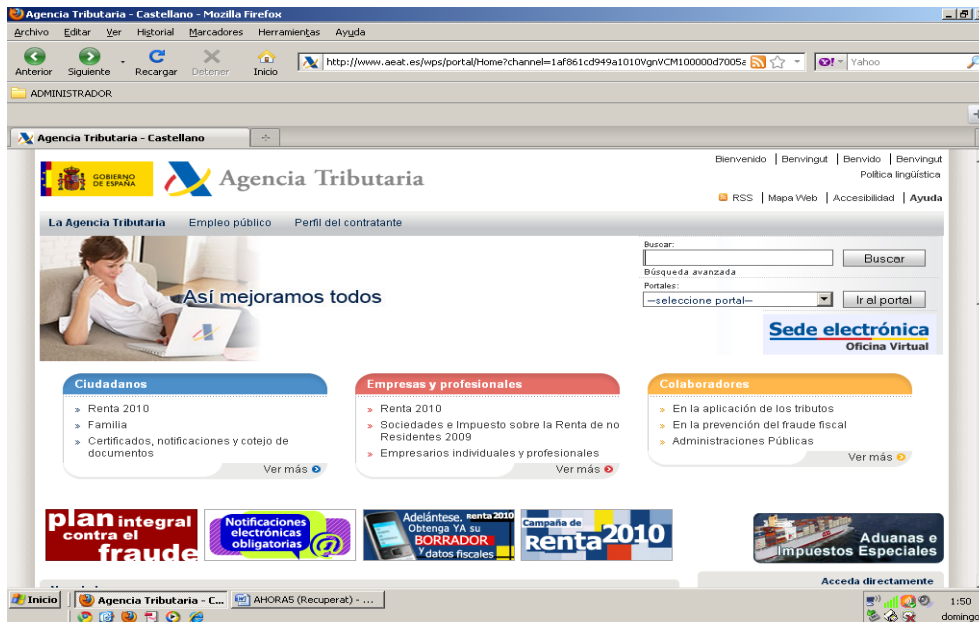 Agencia Tributaria - Castellano - Mozilla Firefox
Archivo Editar Ver Historial Marcadores Herramientas Ayuda
Anterior Siguiente Recargar Detener Inicio
http://www.aeat.es/wps/portal/Home?channel=1af861cd949a1010VgnVCM100000d7005a
Yahoo
ADMINISTRADOR
Agencia Tributaria - Castellano
Bienvenido | Benvingut | Benvido | Benvingut
Política lingüística
GOBIERNO
DE ESPAÑA
Agencia Tributaria
RSS | Mapa Web | Accesibilidad | Ayuda
La Agencia Tributaria Empleo público Perfil del contratante
Así mejoramos todos
Buscar:
Buscar
Búsqueda avanzada
Portales:
—seleccione portal—
Ir al portal
Sede electrónica
Oficina Virtual
Ciudadanos
» Renta 2010
» Familia
» Certificados, notificaciones y cotejo de
documentos
Ver más
Empresas y profesionales
» Renta 2010
» Sociedades e Impuesto sobre la Renta de no
Residentes 2009
» Empresarios individuales y profesionales
Ver más
Colaboradores
» En la aplicación de los tributos
» En la prevención del fraude fiscal
» Administraciones Públicas
Ver más
plan integral
contra el
fraude
Notificaciones
electrónicas
obligatorias
@
Adelántese, renta 2010
Obtenga YA su
BORRADOR
Y datos fiscales
Campaña de
Renta 2010
Aduanas e
Impuestos Especiales
Acceda directamente
Inicio
Agencia Tributaria - C...
AHORA5 (Recuperat) - ...
1:50
domingo